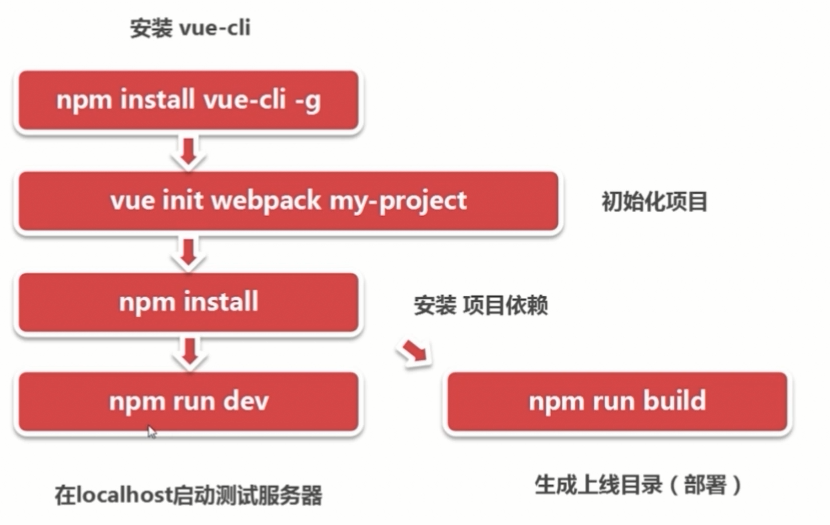 安装 vue-cli
npm install vue-cli -g
vue init webpack my-project
初始化项目
npm install
安装 项目依赖
npm run dev
npm run build
在localhost启动测试服务器
生成上线目录（部署）